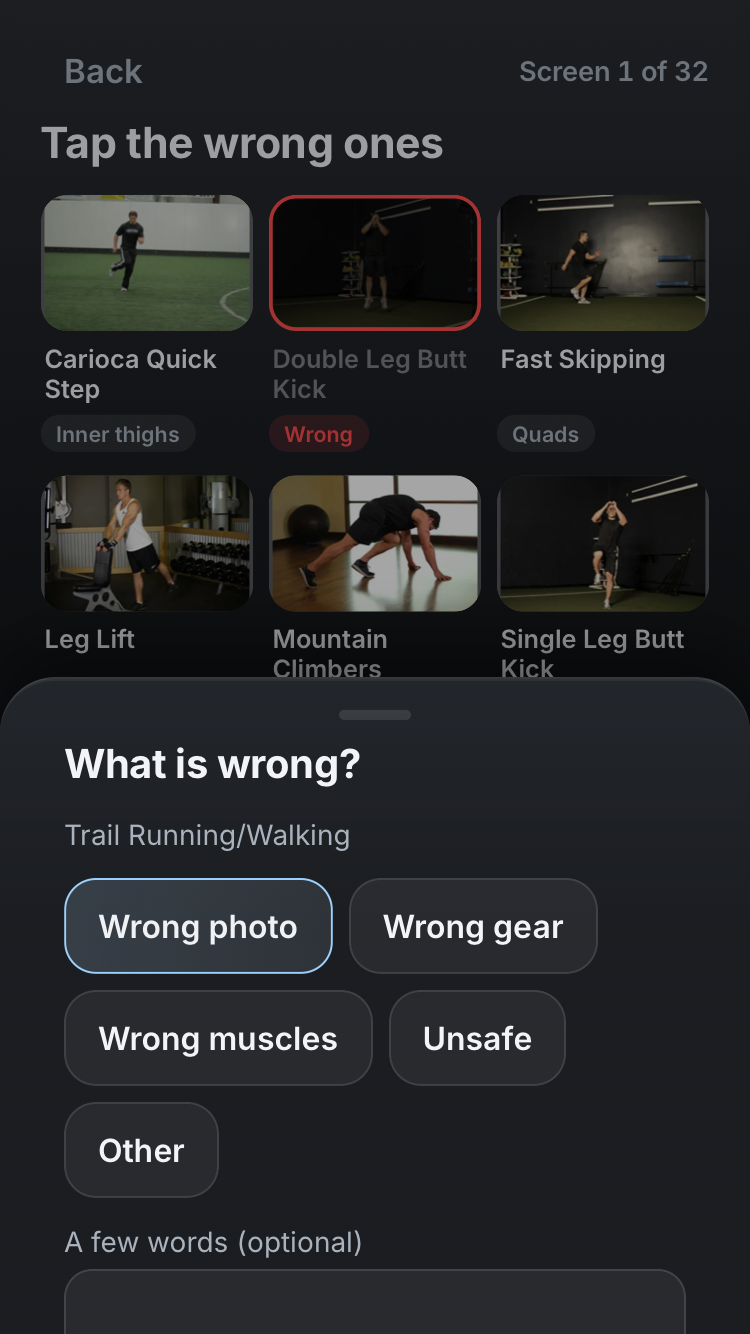 Back
Screen 1 of 32
Tap the wrong ones
Carioca Quick
Step
Double Leg Butt
Kick
Fast Skipping
Inner thighs
Wrong
Quads
Leg Lift
Mountain
Climbers
Single Leg Butt
Kick
What is wrong?
Trail Running/Walking
Wrong photo
Wrong gear
Wrong muscles
Unsafe
Other
A few words (optional)